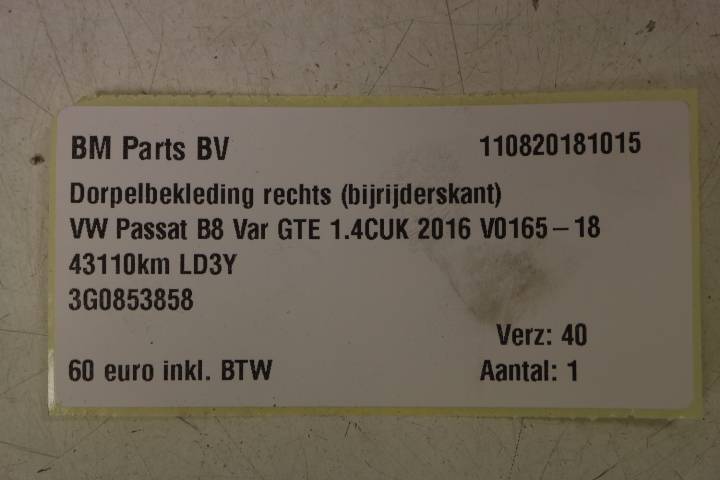 BM Parts BV 110820181015
Dorpelbekleding rechts (bijrijderskant)
VW Passat B8 Var GTE 1.4CUK 2016 V0165-18
43110km LD3Y
3G0853858
Verz: 40
60 euro inkl. BTW Aantal: 1